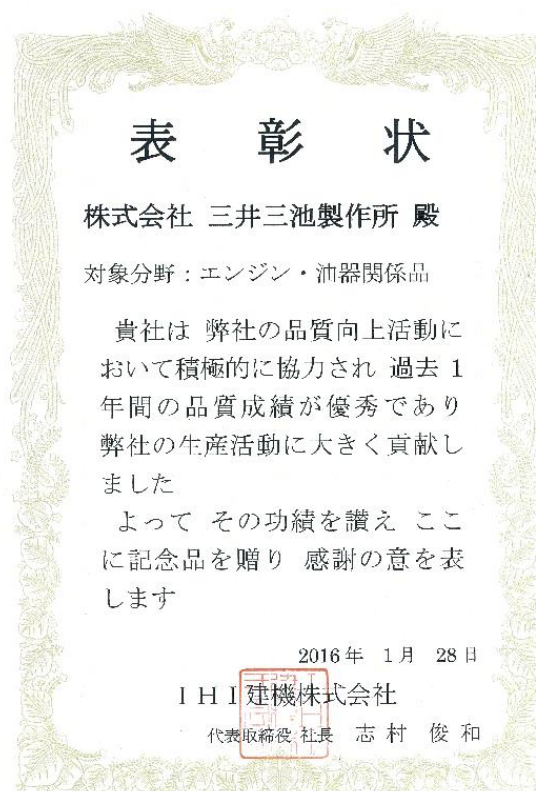 表 彰 状
株式会社 三井三池製作所 殿
対象分野：エンジン・油器関係品
貴社は 弊社の品質向上活動に
おいて積極的に協力され 過去 1
年間の品質成績が優秀であり
弊社の生産活動に大きく貢献し
ました
よって その功績を讃え ここ
に記念品を贈り 感謝の意を表
します
2016年 1月 28日
ＩＨＩ建機株式会社
代表取締役 社長 志 村 俊 和